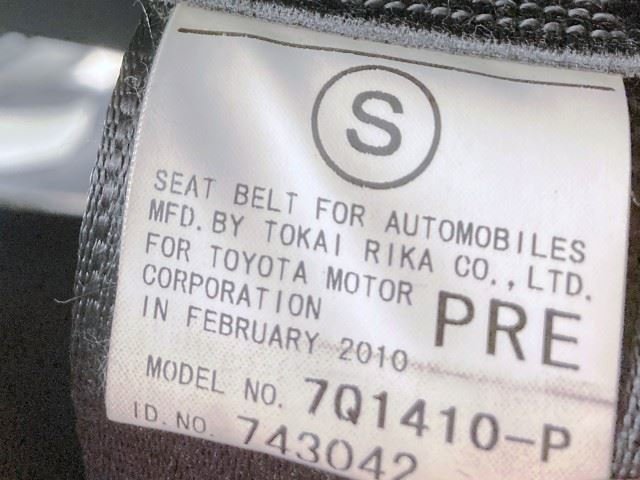 S
SEAT BELT FOR AUTOMOBILES
MFD. BY TOKAI RIKA CO., LTD.
FOR TOYOTA MOTOR
CORPORATION
PRE
IN FEBRUARY 2010
MODEL NO. 7Q1410-P
ID. NO. 743042